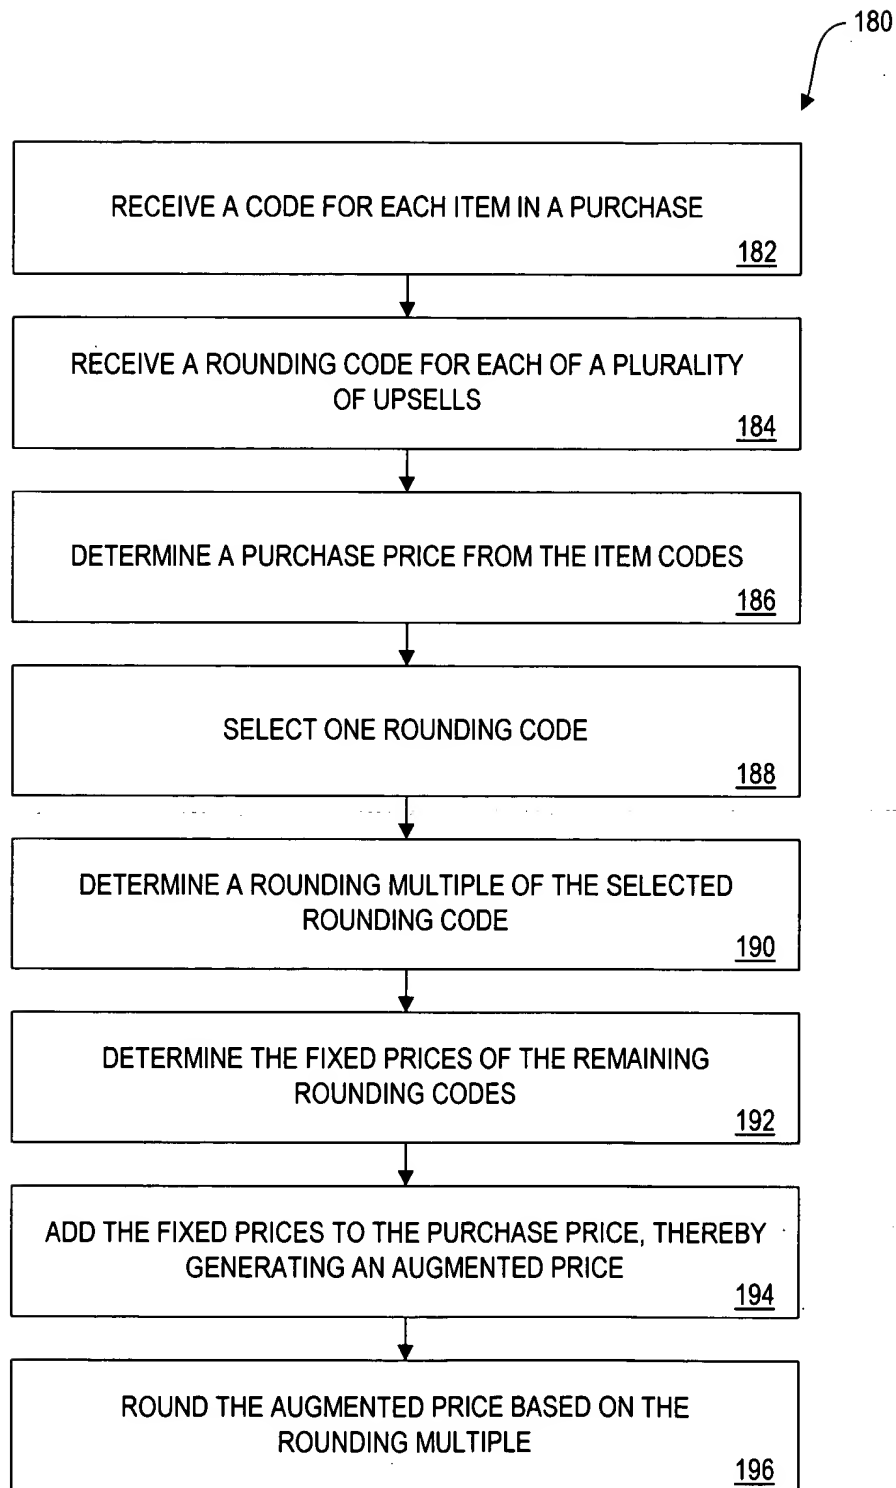 180
RECEIVE A CODE FOR EACH ITEM IN A PURCHASE
182
RECEIVE A ROUNDING CODE FOR EACH OF A PLURALITY
OF UPSELLS
184
DETERMINE A PURCHASE PRICE FROM THE ITEM CODES
186
SELECT ONE ROUNDING CODE
188
DETERMINE A ROUNDING MULTIPLE OF THE SELECTED
ROUNDING CODE
190
DETERMINE THE FIXED PRICES OF THE REMAINING
ROUNDING CODES
192
ADD THE FIXED PRICES TO THE PURCHASE PRICE, THEREBY
GENERATING AN AUGMENTED PRICE
194
ROUND THE AUGMENTED PRICE BASED ON THE
ROUNDING MULTIPLE
196